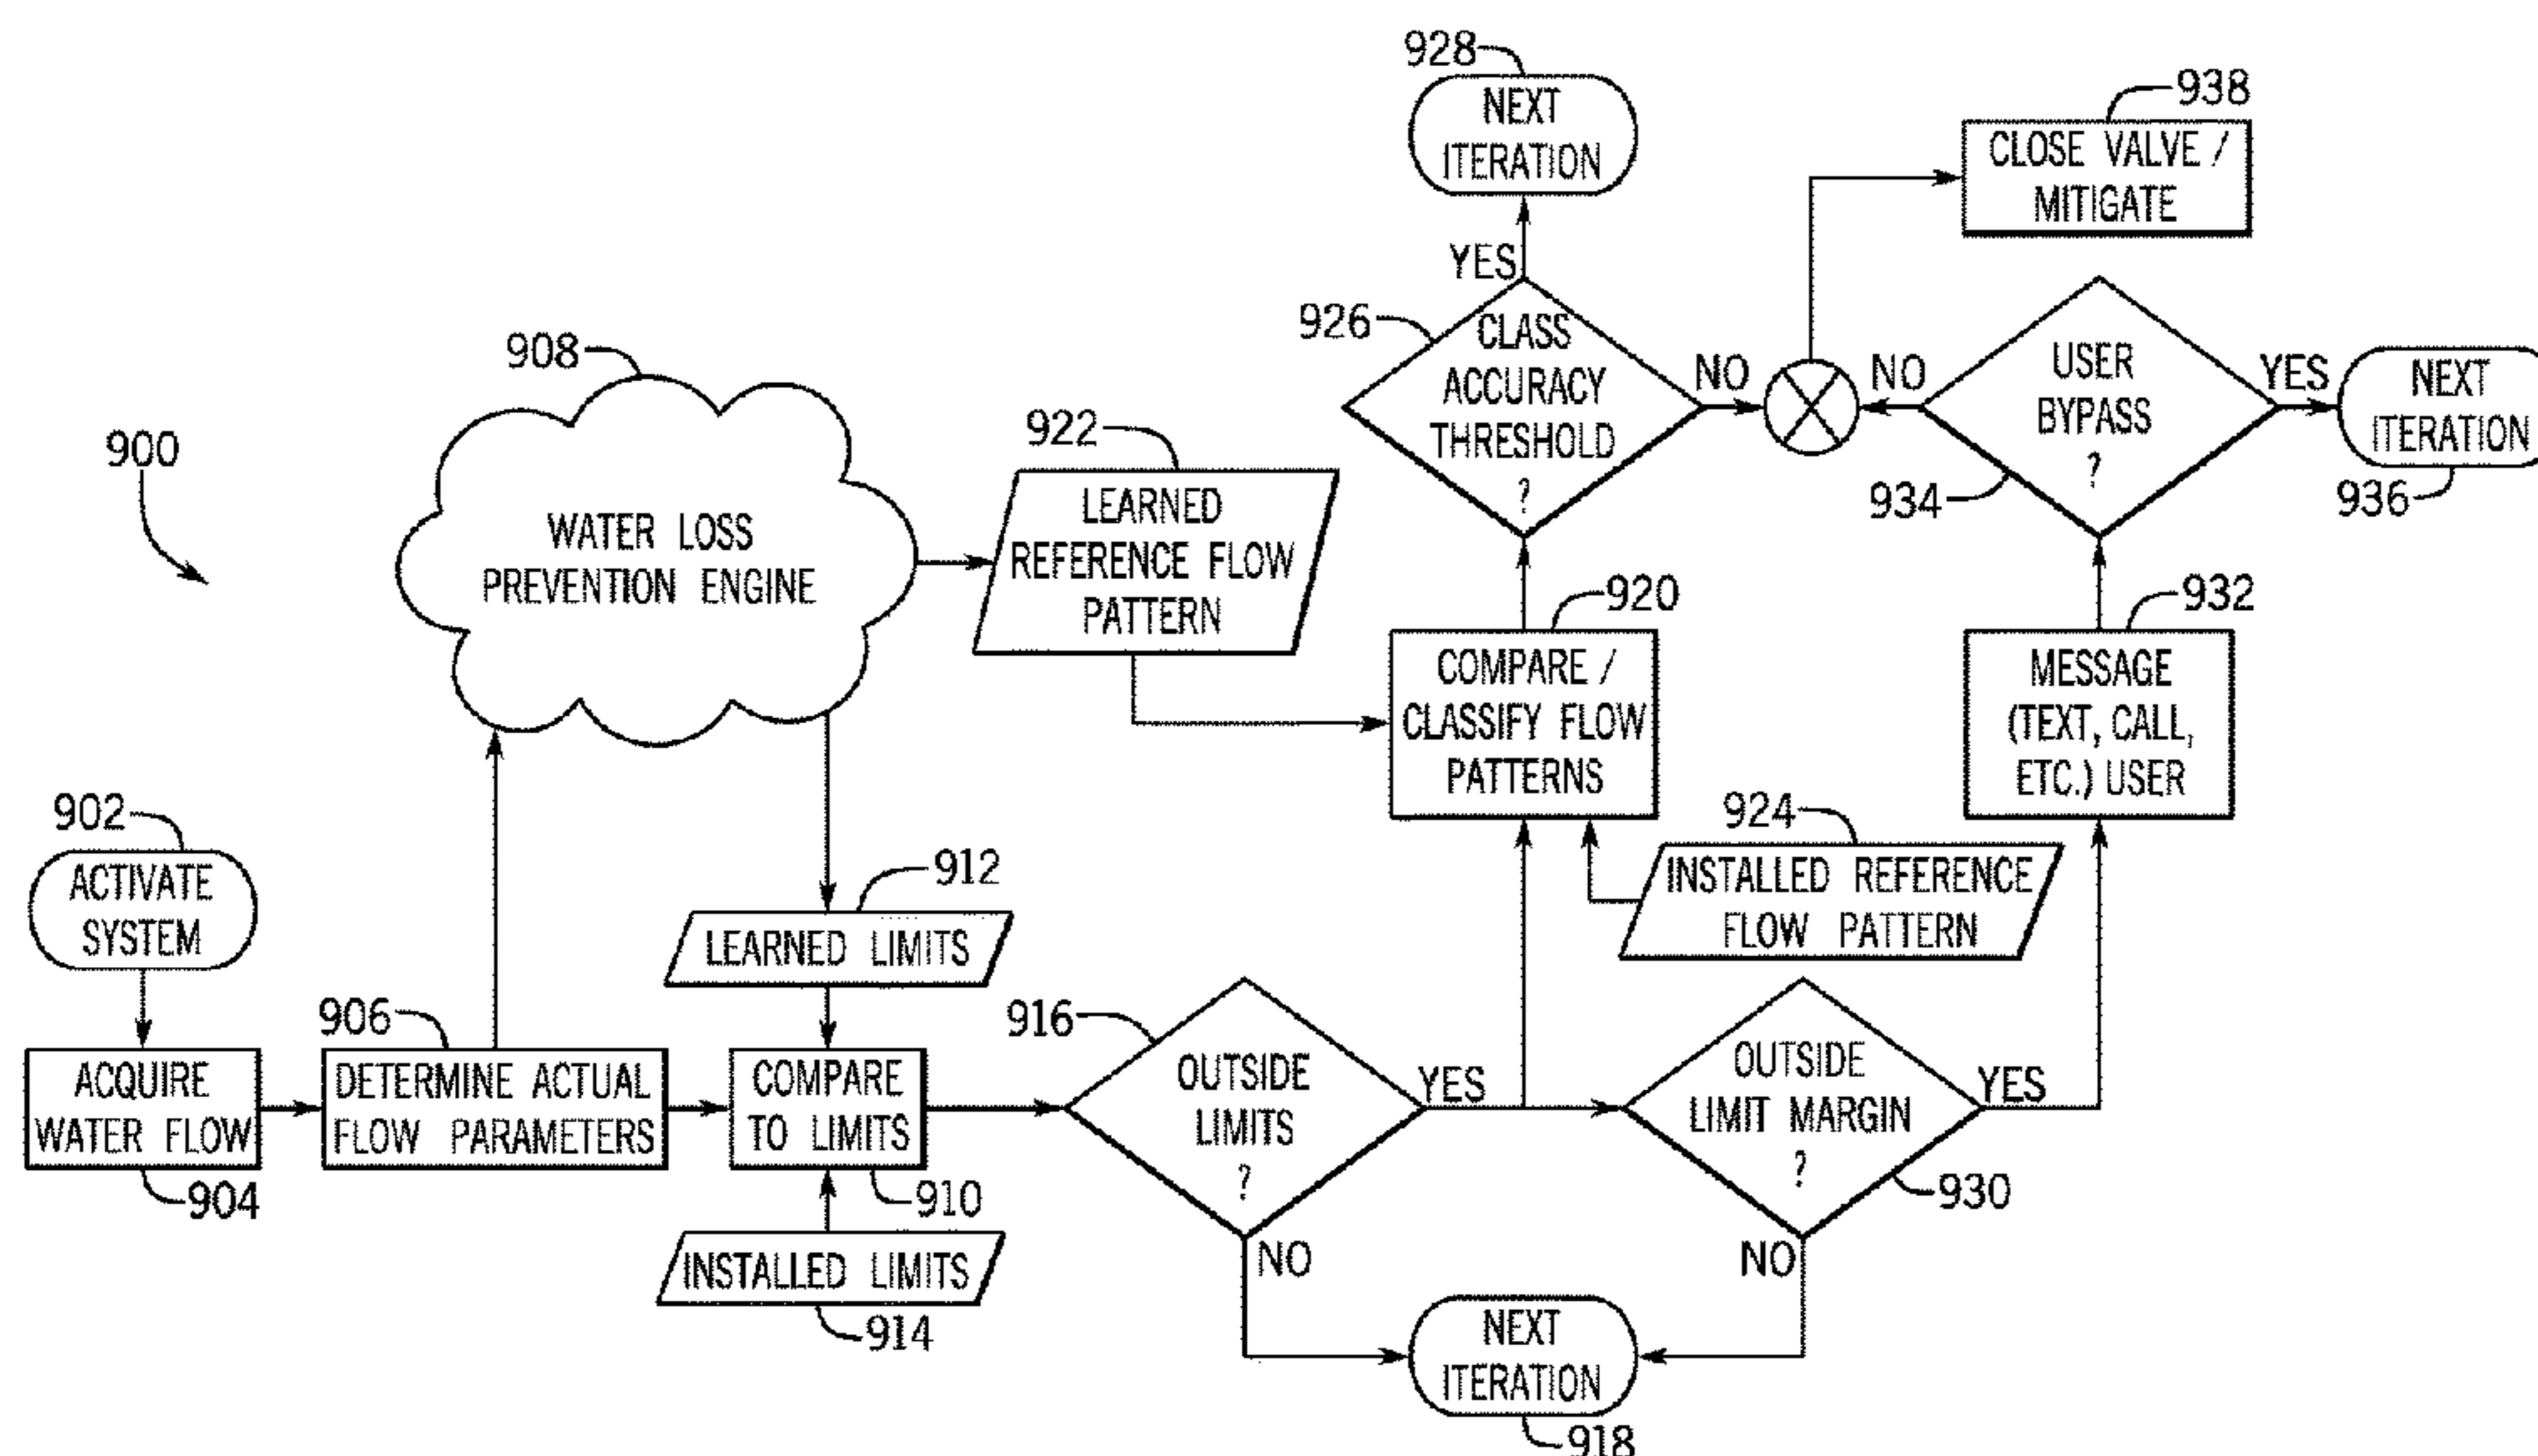 928
NEXT
ITERATION
938
CLOSE VALVE /
MITIGATE
YES
926
CLASS
ACCURACY
THRESHOLD
?
NO
NO
USER
BYPASS
?
YES
NEXT
ITERATION
934
936
908
WATER LOSS
PREVENTION ENGINE
900
922
LEARNED
REFERENCE FLOW
PATTERN
920
COMPARE /
CLASSIFY FLOW
PATTERNS
932
MESSAGE
(TEXT, CALL,
ETC.) USER
924
INSTALLED REFERENCE
FLOW PATTERN
902
ACTIVATE
SYSTEM
912
LEARNED LIMITS
906
ACQUIRE
WATER FLOW
904
DETERMINE ACTUAL
FLOW PARAMETERS
COMPARE
TO LIMITS
910
INSTALLED LIMITS
914
916
OUTSIDE
LIMITS
?
YES
NO
OUTSIDE
LIMIT MARGIN
?
YES
930
NO
NEXT
ITERATION
918